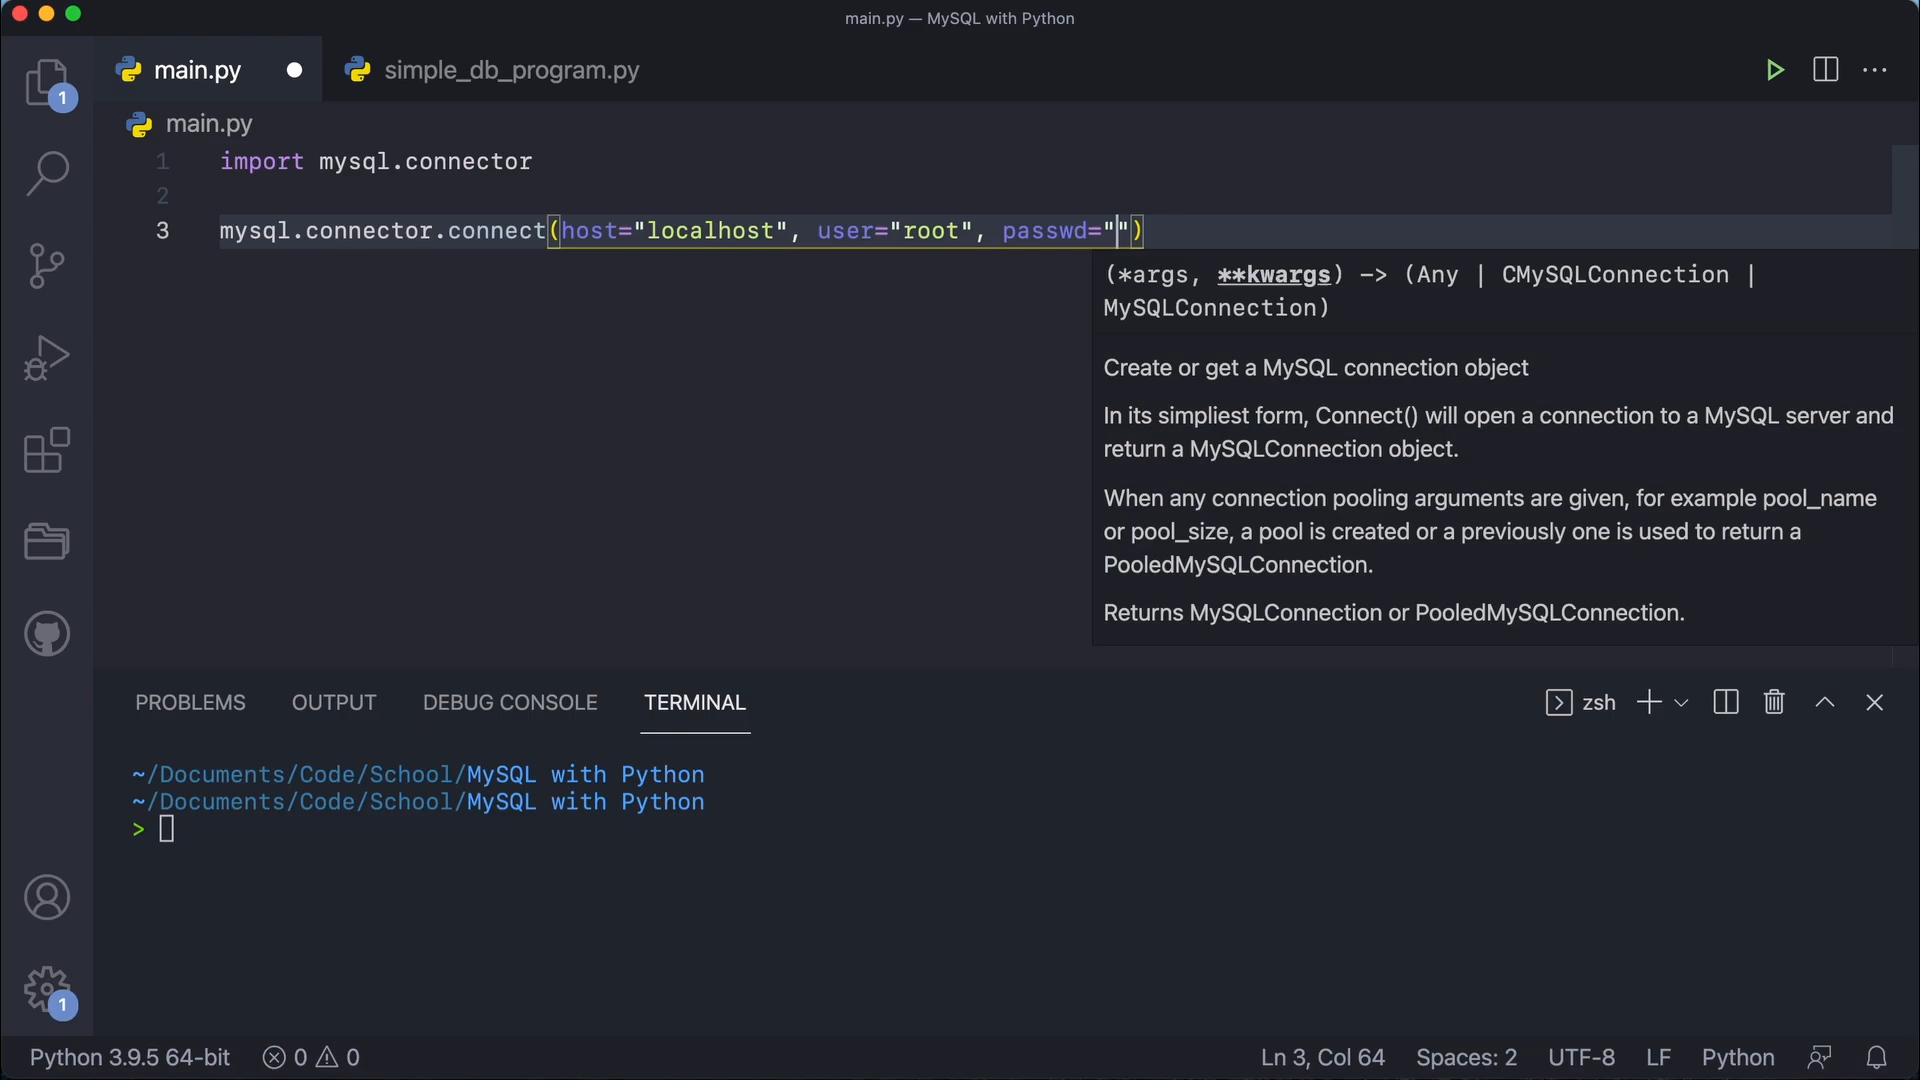 main.py — MySQL with Python
main.py
simple_db_program.py
1
main.py
1 import mysql.connector
2
3 mysql.connector.connect(host="localhost", user="root", passwd="")
(*args, **kwargs) -> (Any | CMySQLConnection |
MySQLConnection)
Create or get a MySQL connection object
In its simpliest form, Connect() will open a connection to a MySQL server and
return a MySQLConnection object.
When any connection pooling arguments are given, for example pool_name
or pool_size, a pool is created or a previously one is used to return a
PooledMySQLConnection.
Returns MySQLConnection or PooledMySQLConnection.
PROBLEMS OUTPUT DEBUG CONSOLE TERMINAL zsh
~/Documents/Code/School/MySQL with Python
~/Documents/Code/School/MySQL with Python
>
1
Python 3.9.5 64-bit 0 0 Ln 3, Col 64 Spaces: 2 UTF-8 LF Python